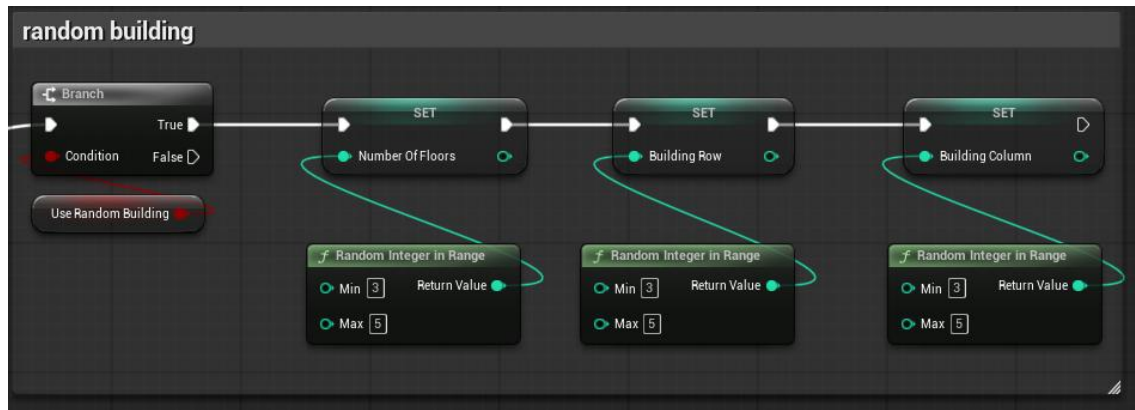 random building
Branch
True
Condition
False
Use Random Building
SET
Number Of Floors
SET
Building Row
SET
Building Column
f Random Integer in Range
Min 3
Return Value
Max 5
f Random Integer in Range
Min 3
Return Value
Max 5
f Random Integer in Range
Min 3
Return Value
Max 5